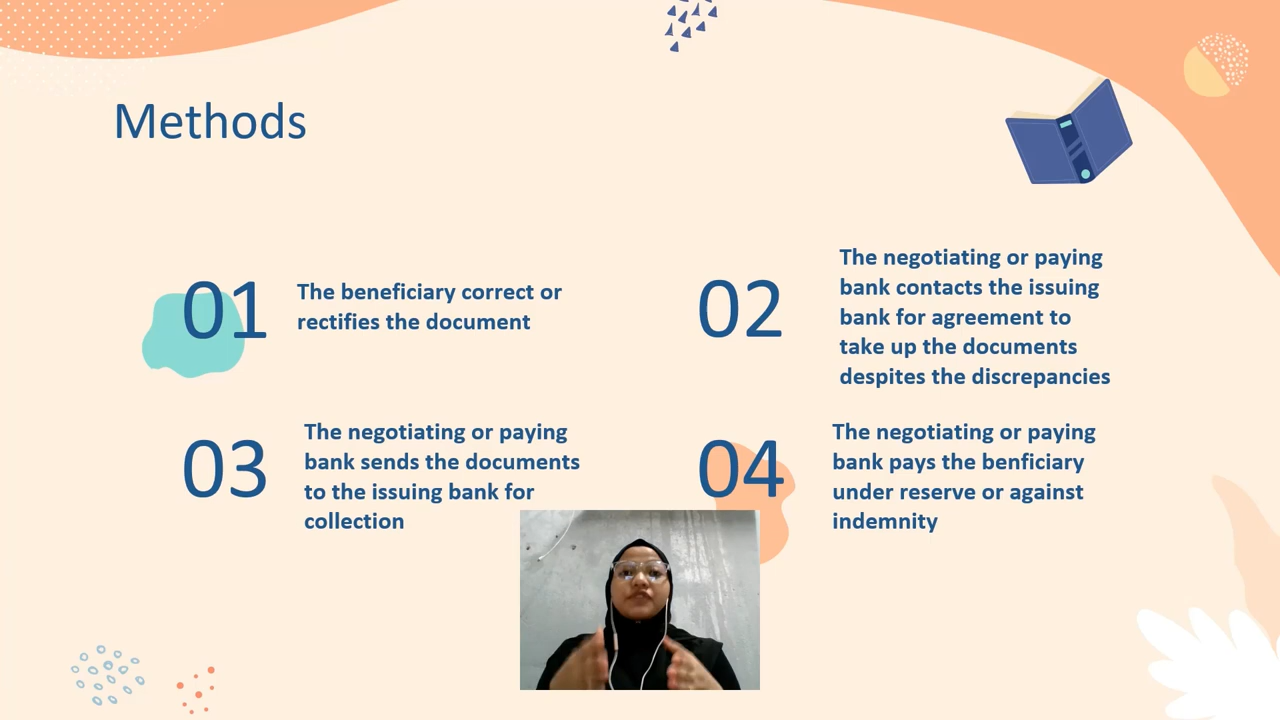 Methods
01
The beneficiary correct or
rectifies the document
02
The negotiating or paying
bank contacts the issuing
bank for agreement to
take up the documents
despites the discrepancies
03
The negotiating or paying
bank sends the documents
to the issuing bank for
collection
04
The negotiating or paying
bank pays the benficiary
under reserve or against
indemnity